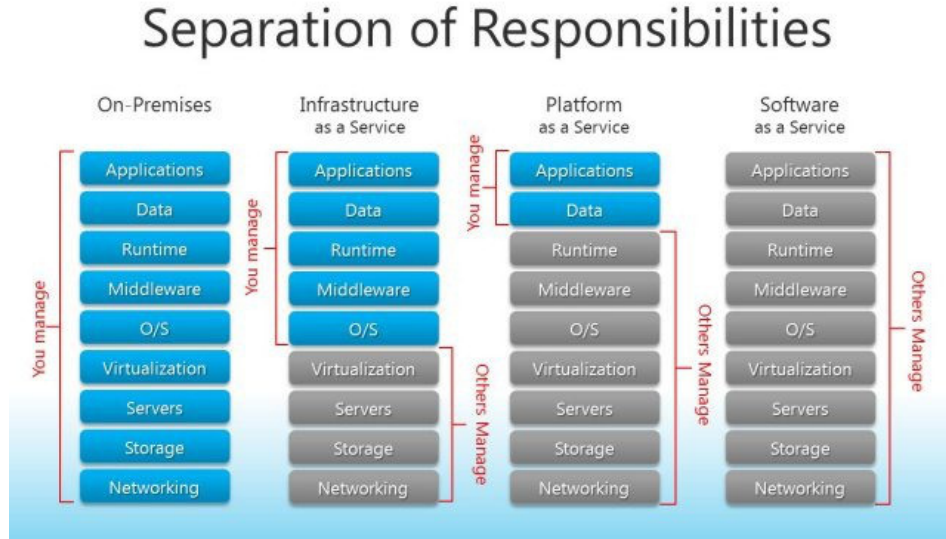 Separation of Responsibilities
On-Premises
You manage
Applications
Data
Runtime
Middleware
O/S
Virtualization
Servers
Storage
Networking
Infrastructure
as a Service
You manage
Applications
Data
Runtime
Middleware
O/S
Virtualization
Servers
Storage
Networking
Others Manage
Platform
as a Service
You manage
Applications
Data
Runtime
Middleware
O/S
Virtualization
Servers
Storage
Networking
Others Manage
Software
as a Service
Applications
Data
Runtime
Middleware
O/S
Virtualization
Servers
Storage
Networking
Others Manage